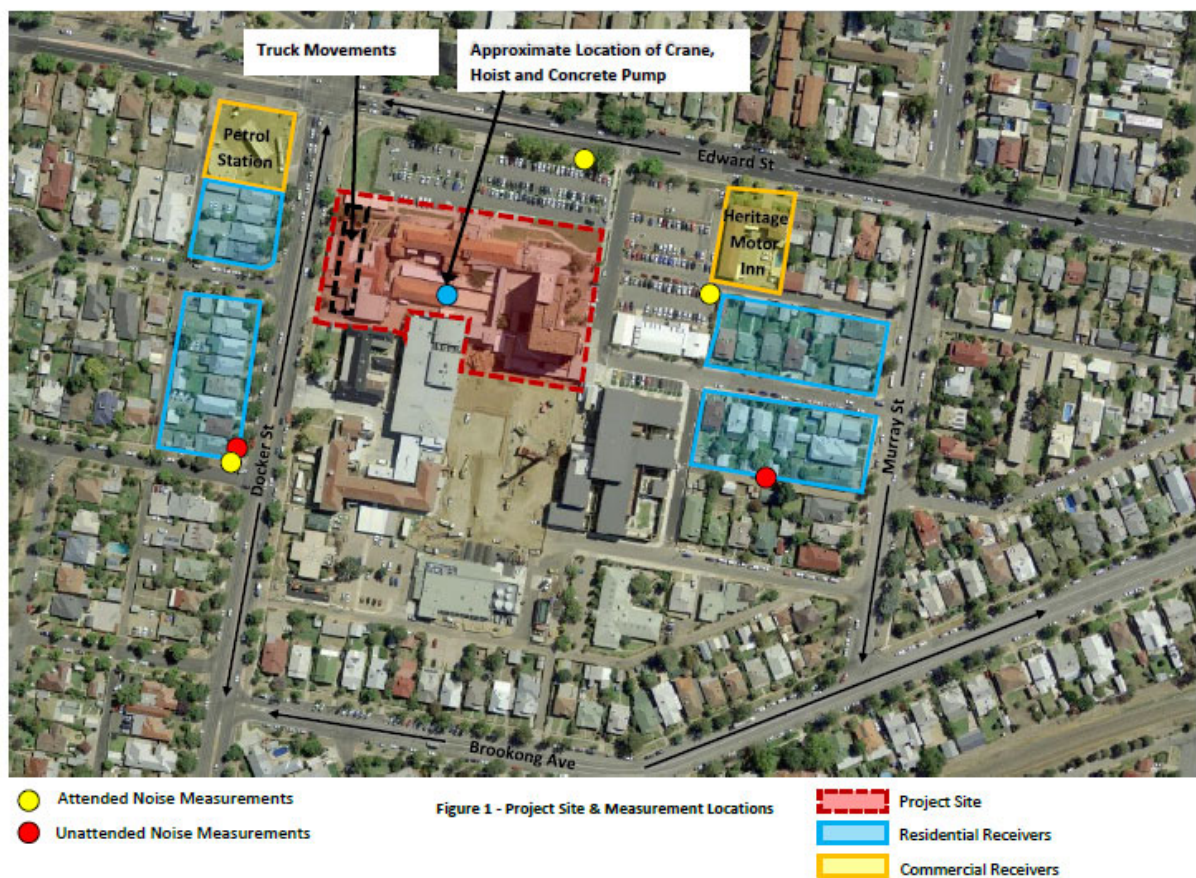 Truck Movements
Approximate Location of Crane,
Hoist and Concrete Pump
Petrol
Station
Edward St
Heritage
Motor
Inn
Docker St
Murray St
Brookong Ave
Attended Noise Measurements
Unattended Noise Measurements
Figure 1 - Project Site & Measurement Locations
Project Site
Residential Receivers
Commercial Receivers